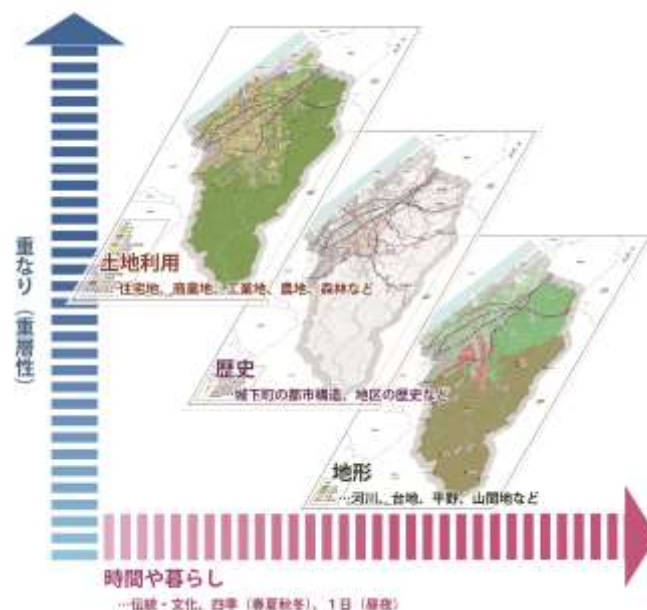 土地利用
…住宅地、商業地、工業地、農地、森林など
重なり（重層性）
歴史
…城下町の都市構造、地区の歴史など
地形
…河川、台地、平野、山間地など
時間や暮らし
…伝統・文化、四季（春夏秋冬）、１日（昼夜）